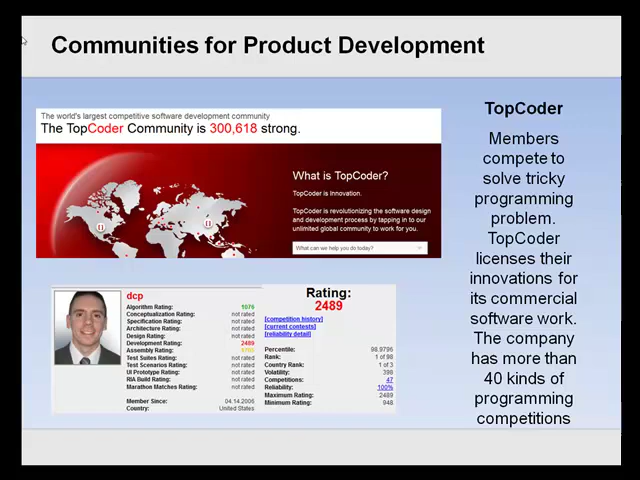 Communities for Product Development
The world's largest competitive software development community
The TopCoder Community is 300,618 strong.
What is TopCoder?
TopCoder is Innovation.
TopCoder is revolutionizing the software design
and development process by tapping in to our
unlimited global community to work for you.
What can we help you do today?
dcp
Algorithm Rating: 1076
Conceptualization Rating: not rated
Specification Rating: not rated
Architecture Rating: not rated
Design Rating: not rated
Development Rating: 2489
Assembly Rating:
Test Suites Rating: not rated
Test Scenarios Rating: not rated
UI Prototype Rating: not rated
RIA Build Rating: not rated
Marathon Matches Rating: not rated
Member Since: 04.14.2006
Country: United States
Rating:
2489
[competition history]
[current contests]
[reliability detail]
Percentile: 98.9796
Rank: 1 of 98
Country Rank: 1 of 3
Volatility: 398
Competitions: 47
Reliability: 100%
Maximum Rating: 2489
Minimum Rating: 948
TopCoder
Members
compete to
solve tricky
programming
problem.
TopCoder
licenses their
innovations for
its commercial
software work.
The company
has more than
40 kinds of
programming
competitions